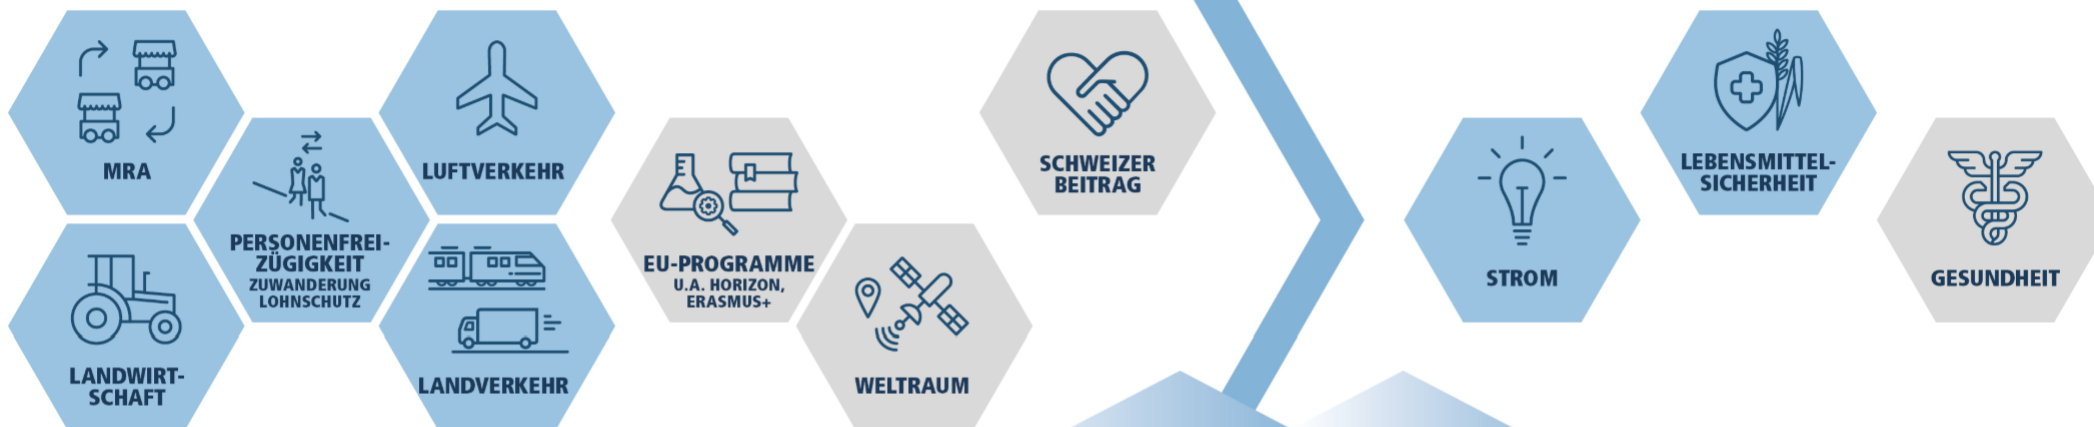 MRA
LANDWIRT-
SCHAFT
PERSONENFREI-
ZÜGIGKEIT
ZUWANDERUNG
LOHNSCHUTZ
LUFTVERKEHR
LANDVERKEHR
EU-PROGRAMME
U.A. HORIZON,
ERASMUS+
WELTRAUM
SCHWEIZER
BEITRAG
STROM
LEBENSMITTEL-
SICHERHEIT
GESUNDHEIT